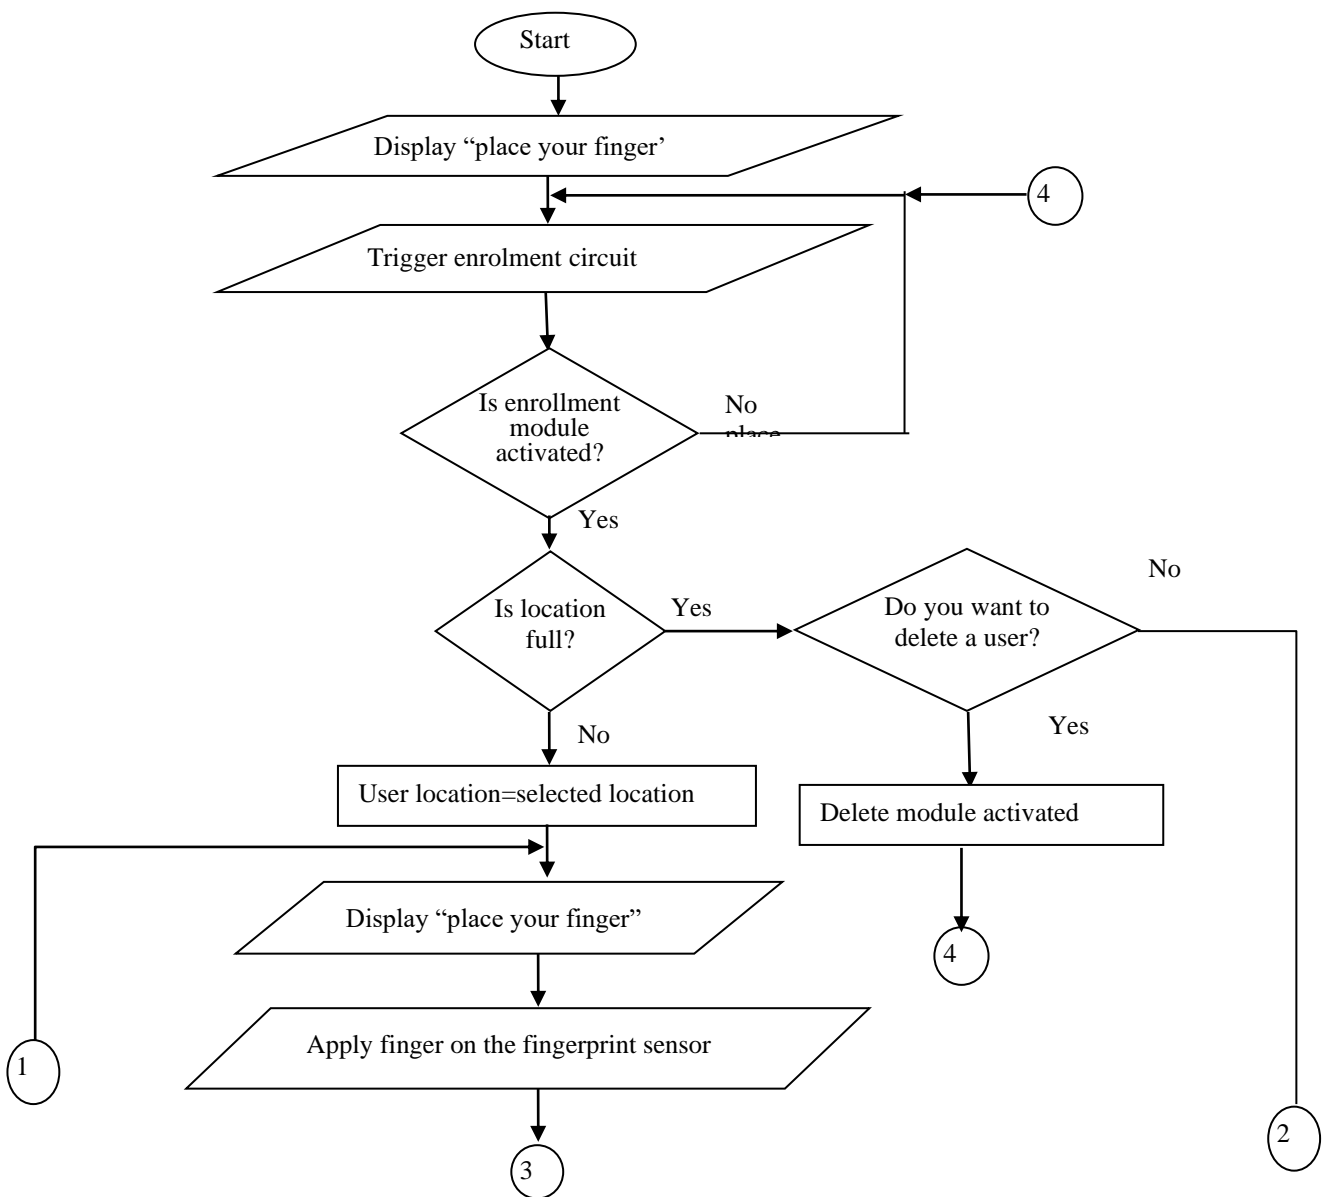 Start
Display “place your finger’
4
Trigger enrolment circuit
Is enrollment
module
activated?
No
place
Yes
Is location
full?
Yes
Do you want to
delete a user?
No
No
Yes
User location=selected location
Delete module activated
Display “place your finger”
4
Apply finger on the fingerprint sensor
1
2
3